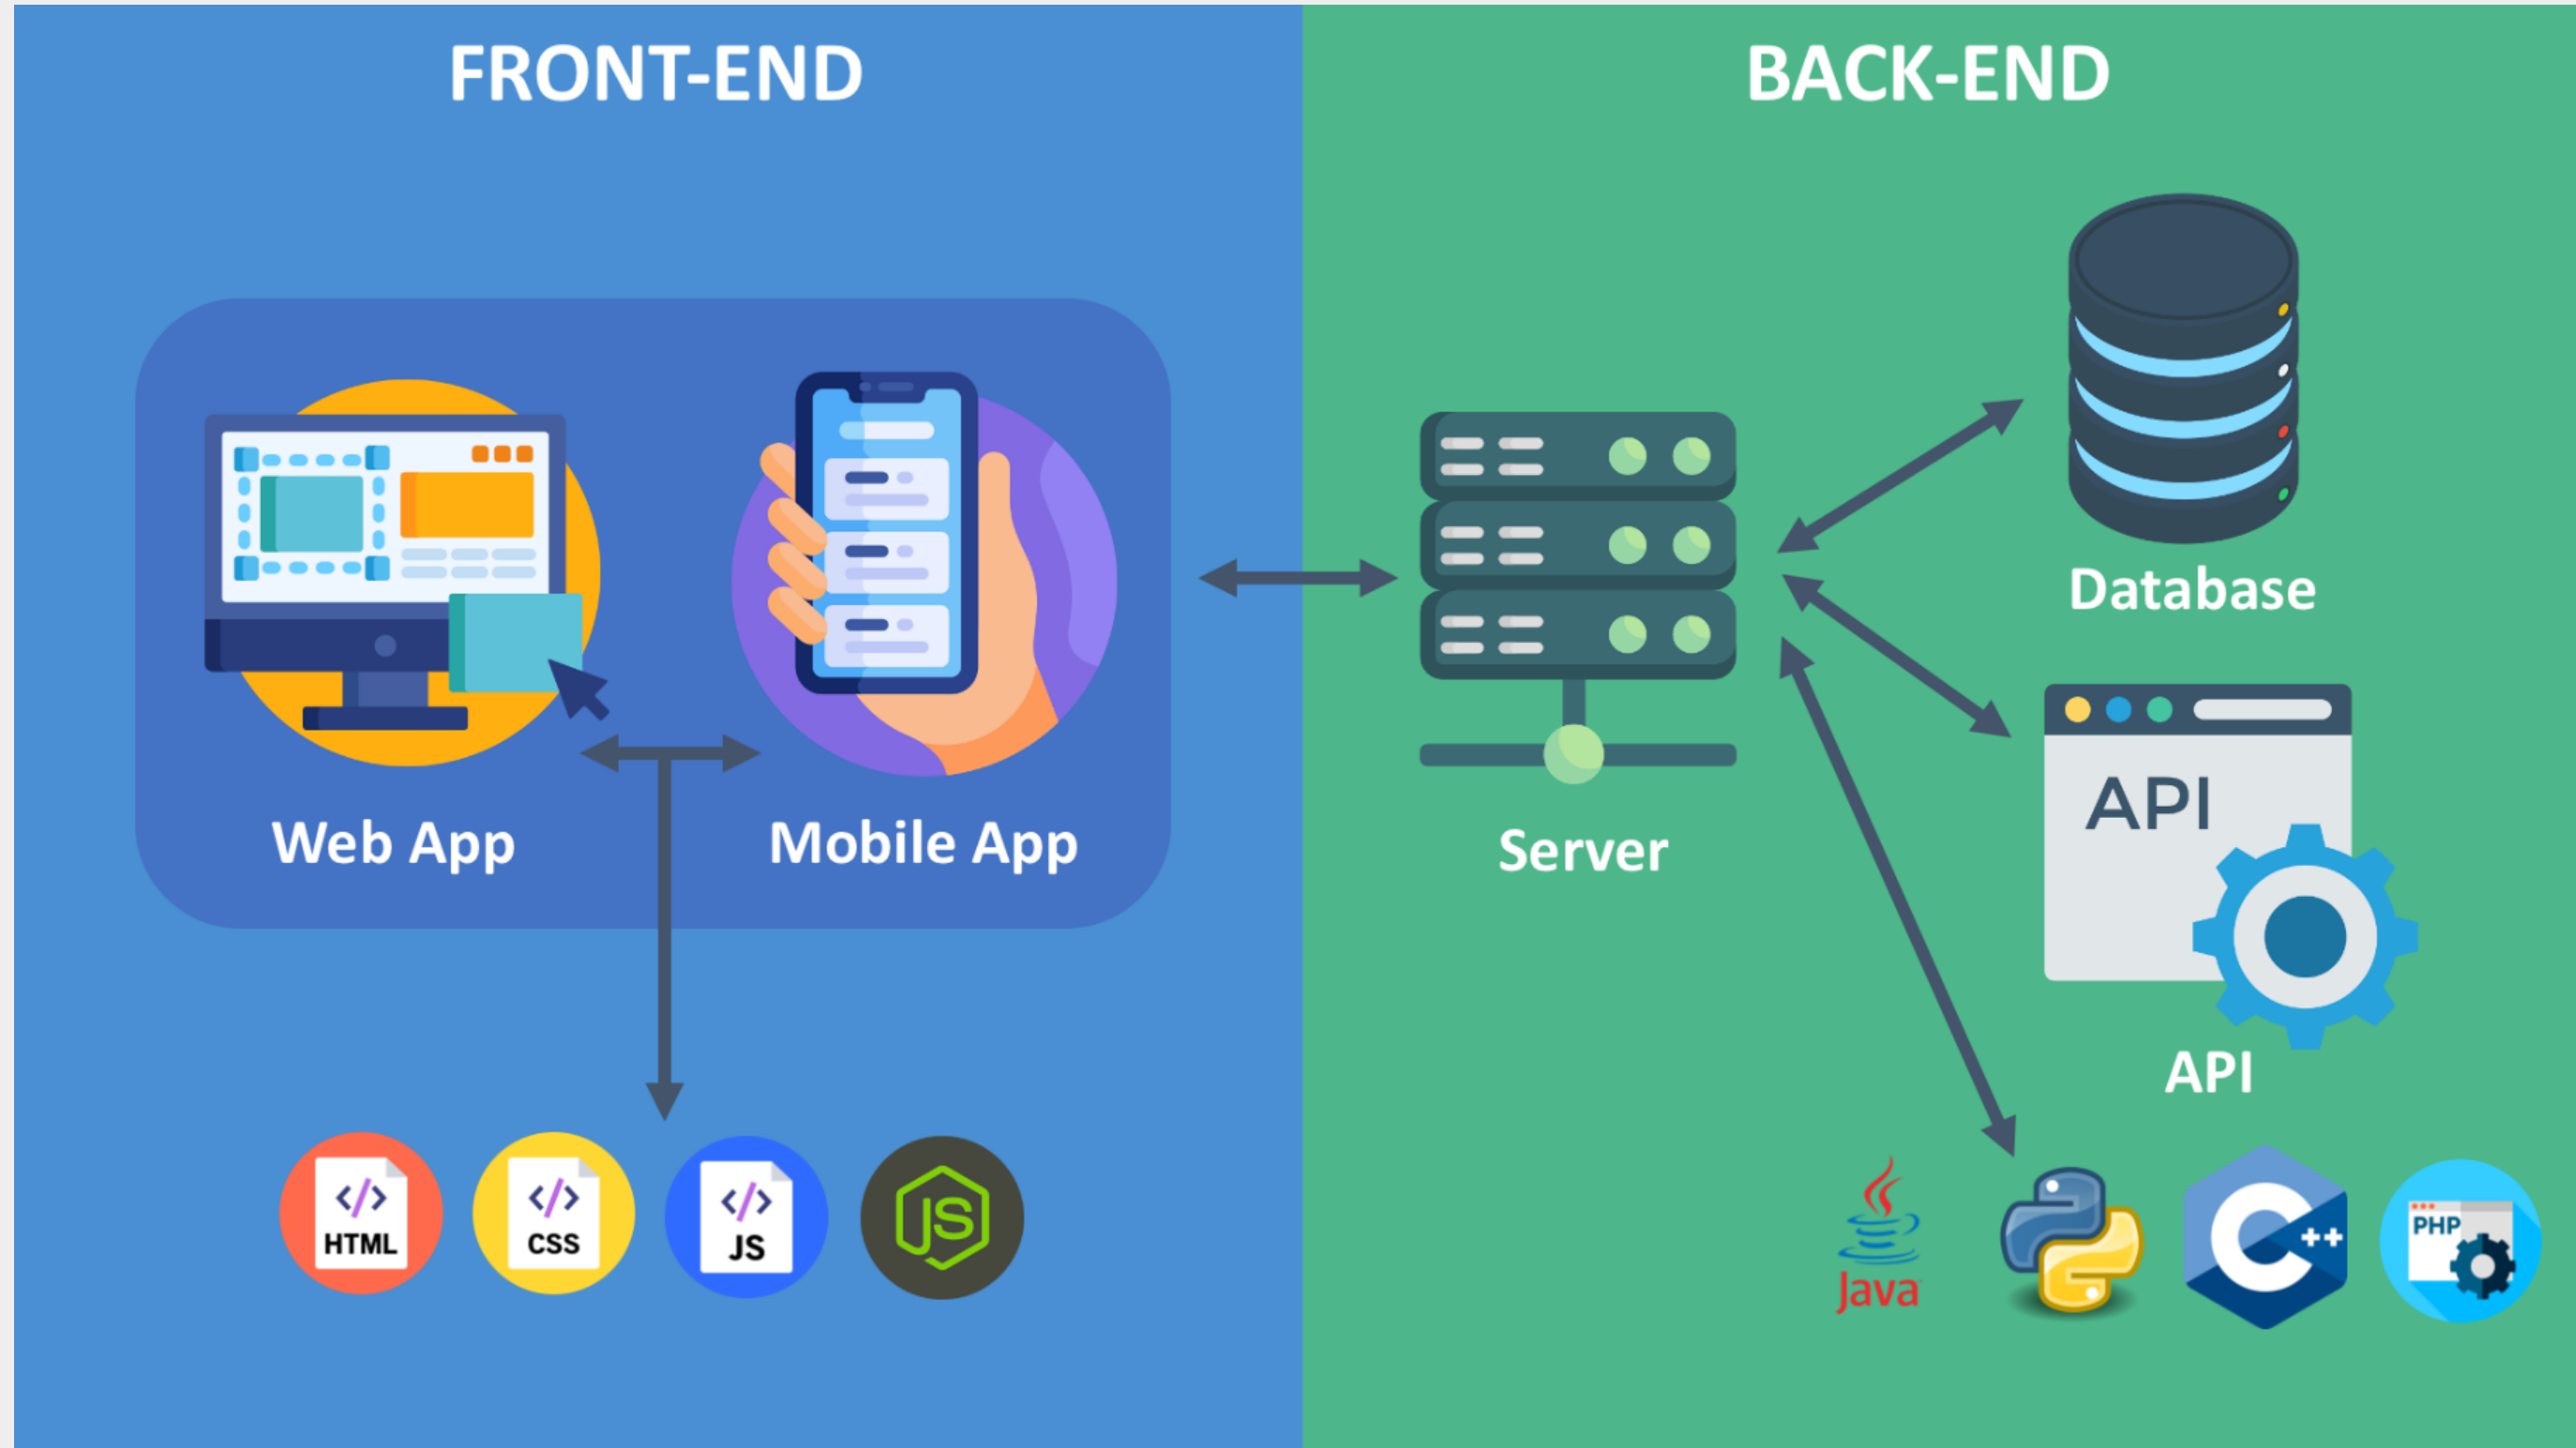 FRONT-END
BACK-END
Web App
Mobile App
Server
Database
API
API
HTML
CSS
JS
JS
Java
C++
PHP